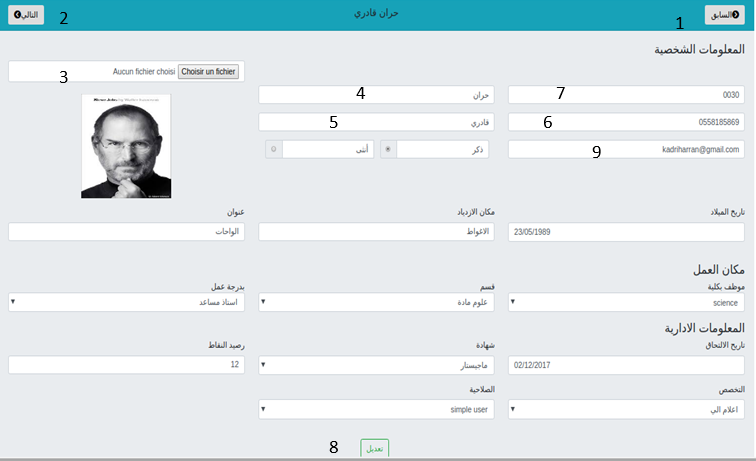 السابق
1
حران قادري
2
التالي
المعلومات الشخصية
Choisir un fichier Aucun fichier choisi
3
7 0030
4 حران
6 0558185869
5 قادري
9 kadriharran@gmail.com
ذكر
أنثى
تاريخ الميلاد
مكان الازدياد
عنوان
23/05/1989
الاغواط
الواحات
مكان العمل
موظف بكلية
قسم
بدرجة عمل
science
علوم مادة
استاذ مساعد
المعلومات الادارية
تاريخ الالتحاق
شهادة
رصيد النقاط
02/12/2017
ماجيستار
12
التخصص
الصلاحية
اعلام الي
simple user
تعديل
8